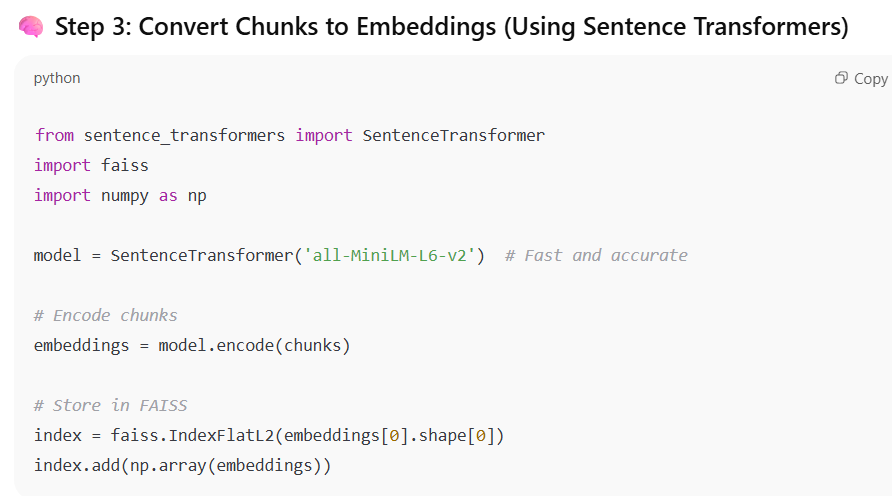 🧠 Step 3: Convert Chunks to Embeddings (Using Sentence Transformers)
python
Copy
from sentence_transformers import SentenceTransformer
import faiss
import numpy as np
model = SentenceTransformer('all-MiniLM-L6-v2')  # Fast and accurate
# Encode chunks
embeddings = model.encode(chunks)
# Store in FAISS
index = faiss.IndexFlatL2(embeddings[0].shape[0])
index.add(np.array(embeddings))